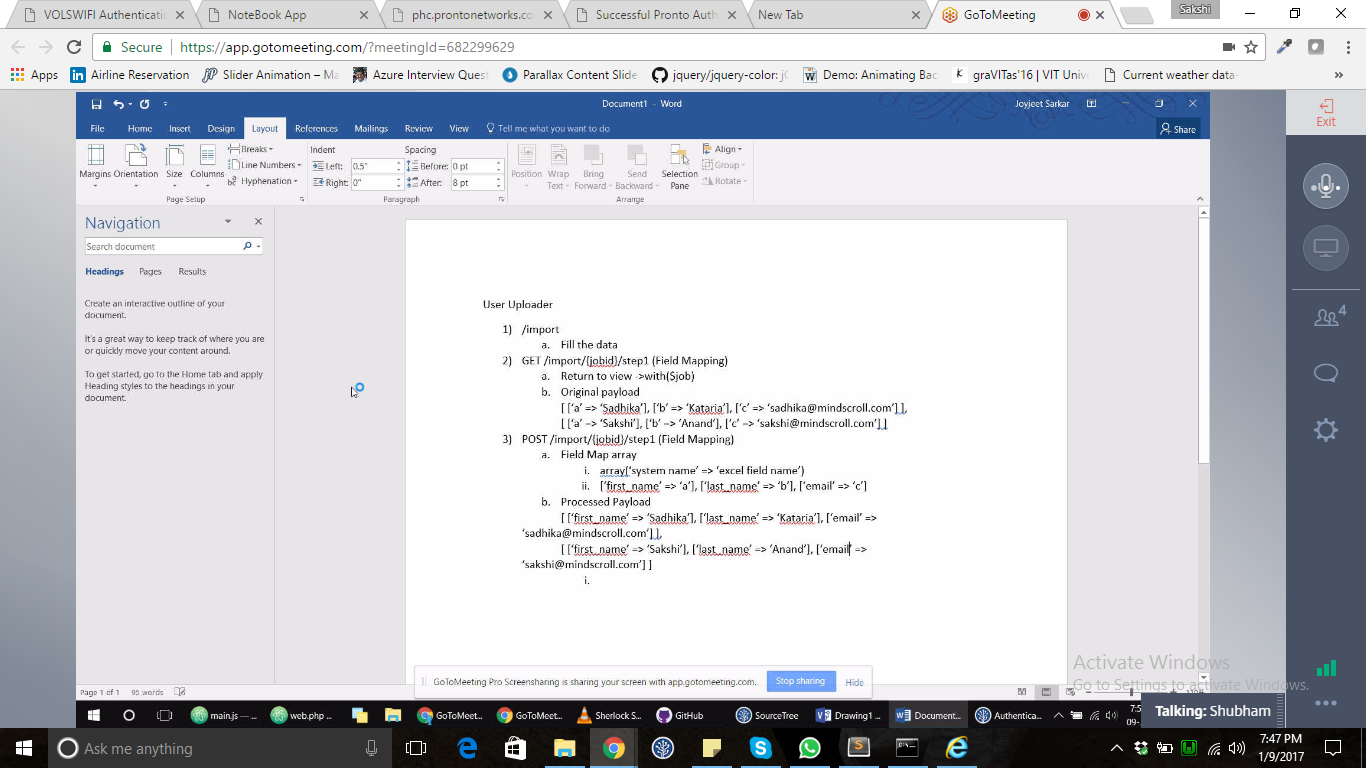 VOLSWIFI Authenticati
NoteBook App
phc.prontonetworks.co
Successful Pronto Auth
New Tab
GoToMeeting
Sakshi
Secure
https://app.gotomeeting.com/?meetingId=682299629
Apps
Airline Reservation
Slider Animation – Ma
Azure Interview Quest
Parallax Content Slide
jquery/jquery-color: jQ
Demo: Animating Bac
graVITas'16 | VIT Univ
Current weather data-
»
Document1 - Word
Joyjeet Sarkar
File
Home
Insert
Design
Layout
References
Mailings
Review
View
Tell me what you want to do
Share
Exit
Margins
Orientation
Size
Columns
Breaks
Line Numbers
Hyphenation
Page Setup
Indent
Left: 0.5"
Right: 0"
Spacing
Before: 0 pt
After: 8 pt
Paragraph
Position
Wrap Text
Bring Forward
Send Backward
Selection Pane
Align
Group
Rotate
Arrange
Navigation
Search document
Headings
Pages
Results
Create an interactive outline of your
document.
It's a great way to keep track of where you are
or quickly move your content around.
To get started, go to the Home tab and apply
Heading styles to the headings in your
document.
User Uploader
1) /import
a. Fill the data
2) GET /import/{jobid}/step1 (Field Mapping)
a. Return to view ->with($job)
b. Original payload
[ [‘a’ => ‘Sadhika’], [‘b’ => ‘Kataria’], [‘c’ => ‘sadhika@mindscroll.com’] ],
[ [‘a’ => ‘Sakshi’], [‘b’ => ‘Anand’], [‘c’ => ‘sakshi@mindscroll.com’] ]
3) POST /import/{jobid}/step1 (Field Mapping)
a. Field Map array
i. array(‘system name’ => ‘excel field name’)
ii. [‘first_name’ => ‘a’], [‘last_name’ => ‘b’], [‘email’ => ‘c’]
b. Processed Payload
[ [‘first_name’ => ‘Sadhika’], [‘last_name’ => ‘Kataria’], [‘email’ =>
‘sadhika@mindscroll.com’] ],
[ [‘first_name’ => ‘Sakshi’], [‘last_name’ => ‘Anand’], [‘email’ =>
‘sakshi@mindscroll.com’] ]
i.
4
GoToMeeting Pro Screensharing is sharing your screen with app.gotomeeting.com.
Stop sharing
Hide
Activate Windows
Go to Settings to activate Windows.
Page 1 of 1
95 words
main.js —...
web.php ...
GoToMeet...
GoToMeet...
Sherlock S...
GitHub
SourceTree
Drawing1 ...
Document...
Authentica...
Talking: Shubham
Ask me anything
7:47 PM
1/9/2017